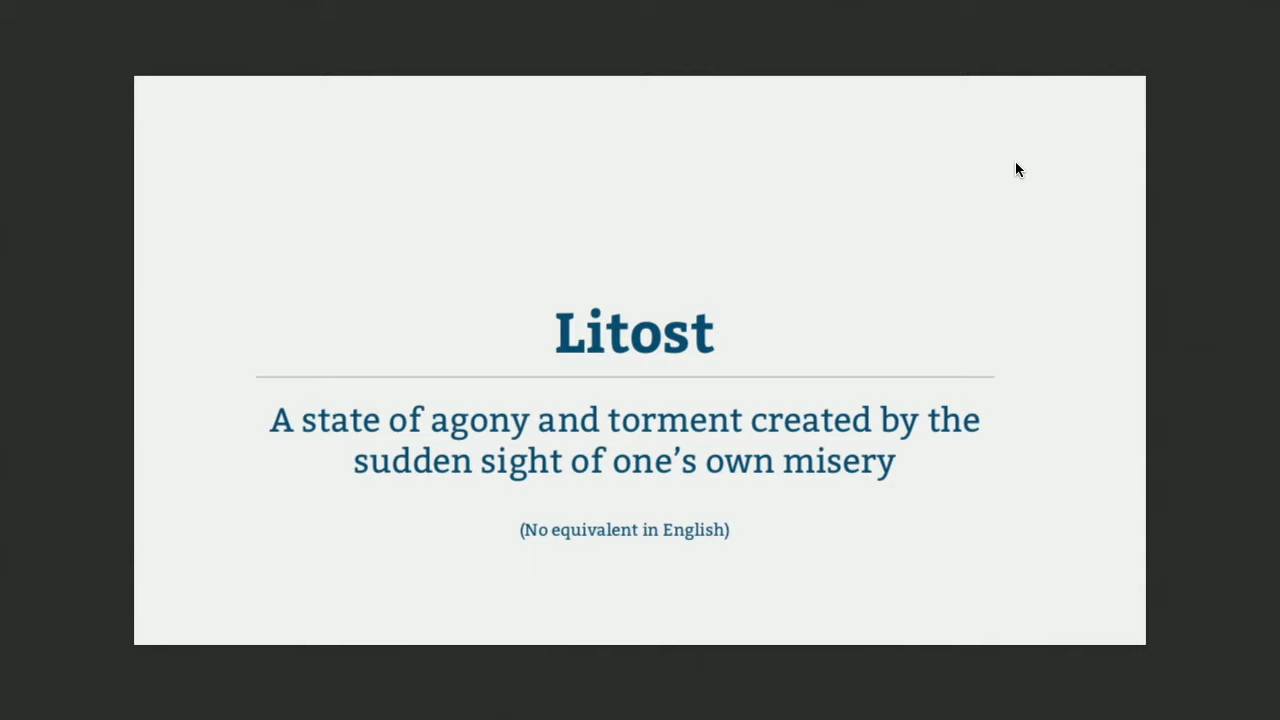 Litost
A state of agony and torment created by the
sudden sight of one’s own misery
(No equivalent in English)